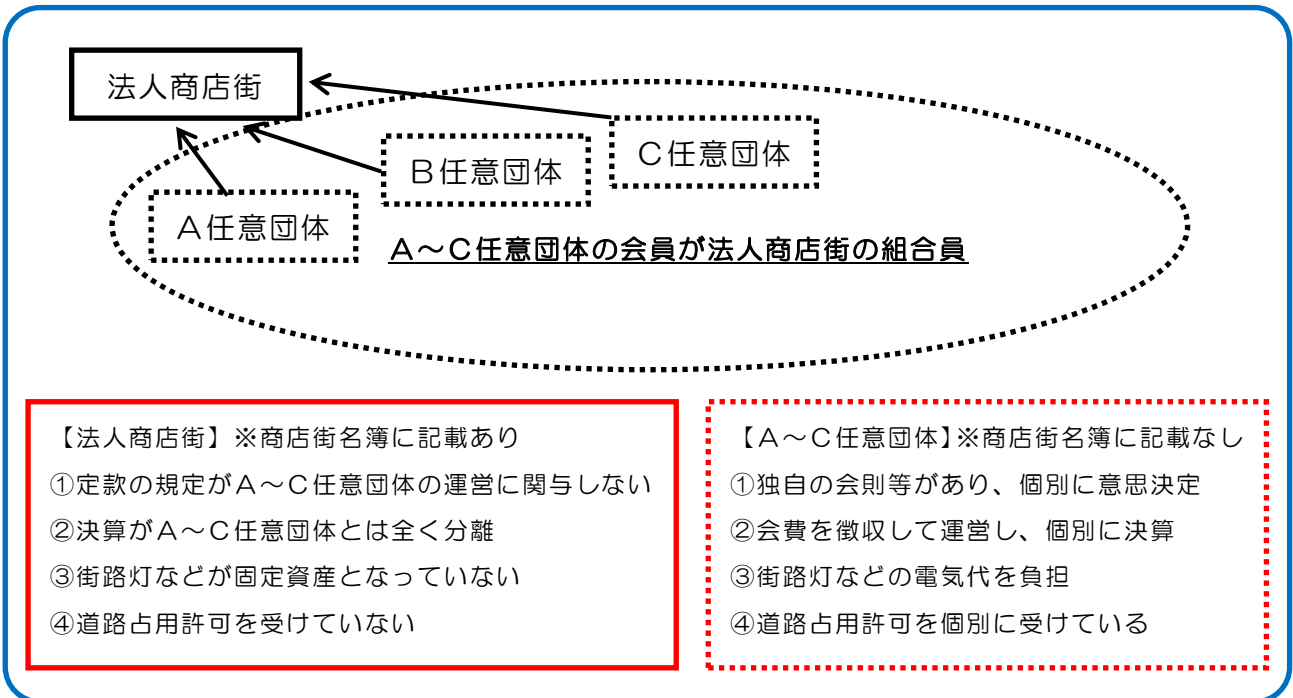 法人商店街
C任意団体
B任意団体
A任意団体
A～C任意団体の会員が法人商店街の組合員
【法人商店街】※商店街名簿に記載あり
①定款の規定がA～C任意団体の運営に関与しない
②決算がA～C任意団体とは全く分離
③街路灯などが固定資産となっていない
④道路占用許可を受けていない
【A～C任意団体】※商店街名簿に記載なし
①独自の会則等があり、個別に意思決定
②会費を徴収して運営し、個別に決算
③街路灯などの電気代を負担
④道路占用許可を個別に受けている